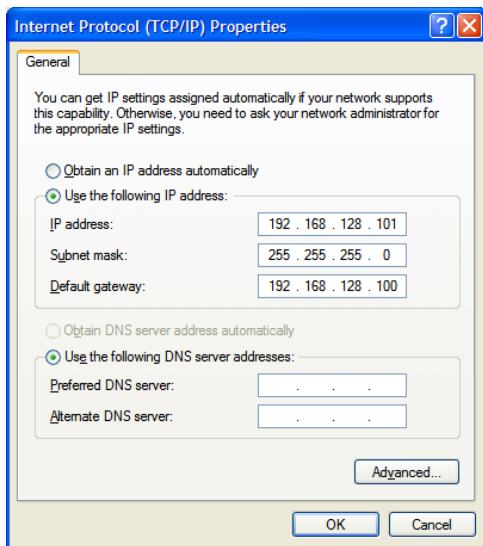 Internet Protocol (TCP/IP) Properties
General
You can get IP settings assigned automatically if your network supports
this capability. Otherwise, you need to ask your network administrator for
the appropriate IP settings.
Obtain an IP address automatically
Use the following IP address:
IP address: 192 . 168 . 128 . 101
Subnet mask: 255 . 255 . 255 . 0
Default gateway: 192 . 168 . 128 . 100
Obtain DNS server address automatically
Use the following DNS server addresses:
Preferred DNS server: . . .
Alternate DNS server: . . .
Advanced...
OK Cancel